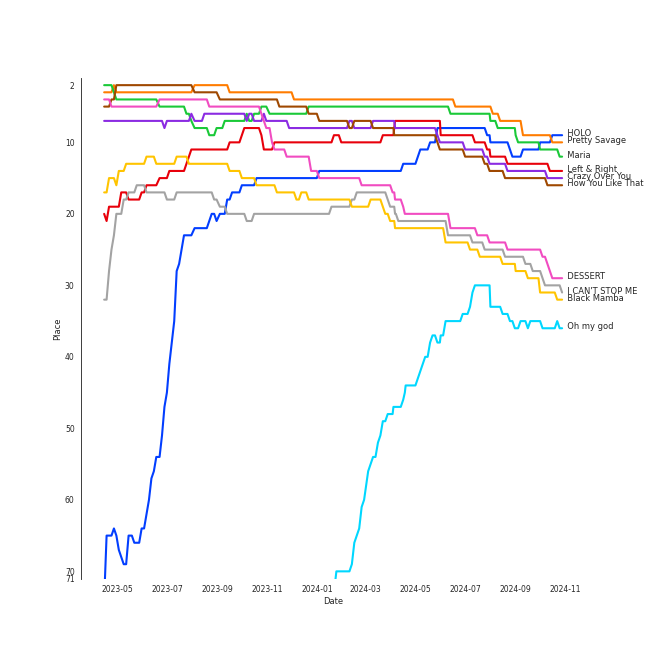 2
10
20
30
40
50
60
70
71
Place
HOLO
Pretty Savage
Maria
Left & Right
Crazy Over You
How You Like That
DESSERT
I CAN'T STOP ME
Black Mamba
Oh my god
2023-05 2023-07 2023-09 2023-11 2024-01 2024-03 2024-05 2024-07 2024-09 2024-11
Date